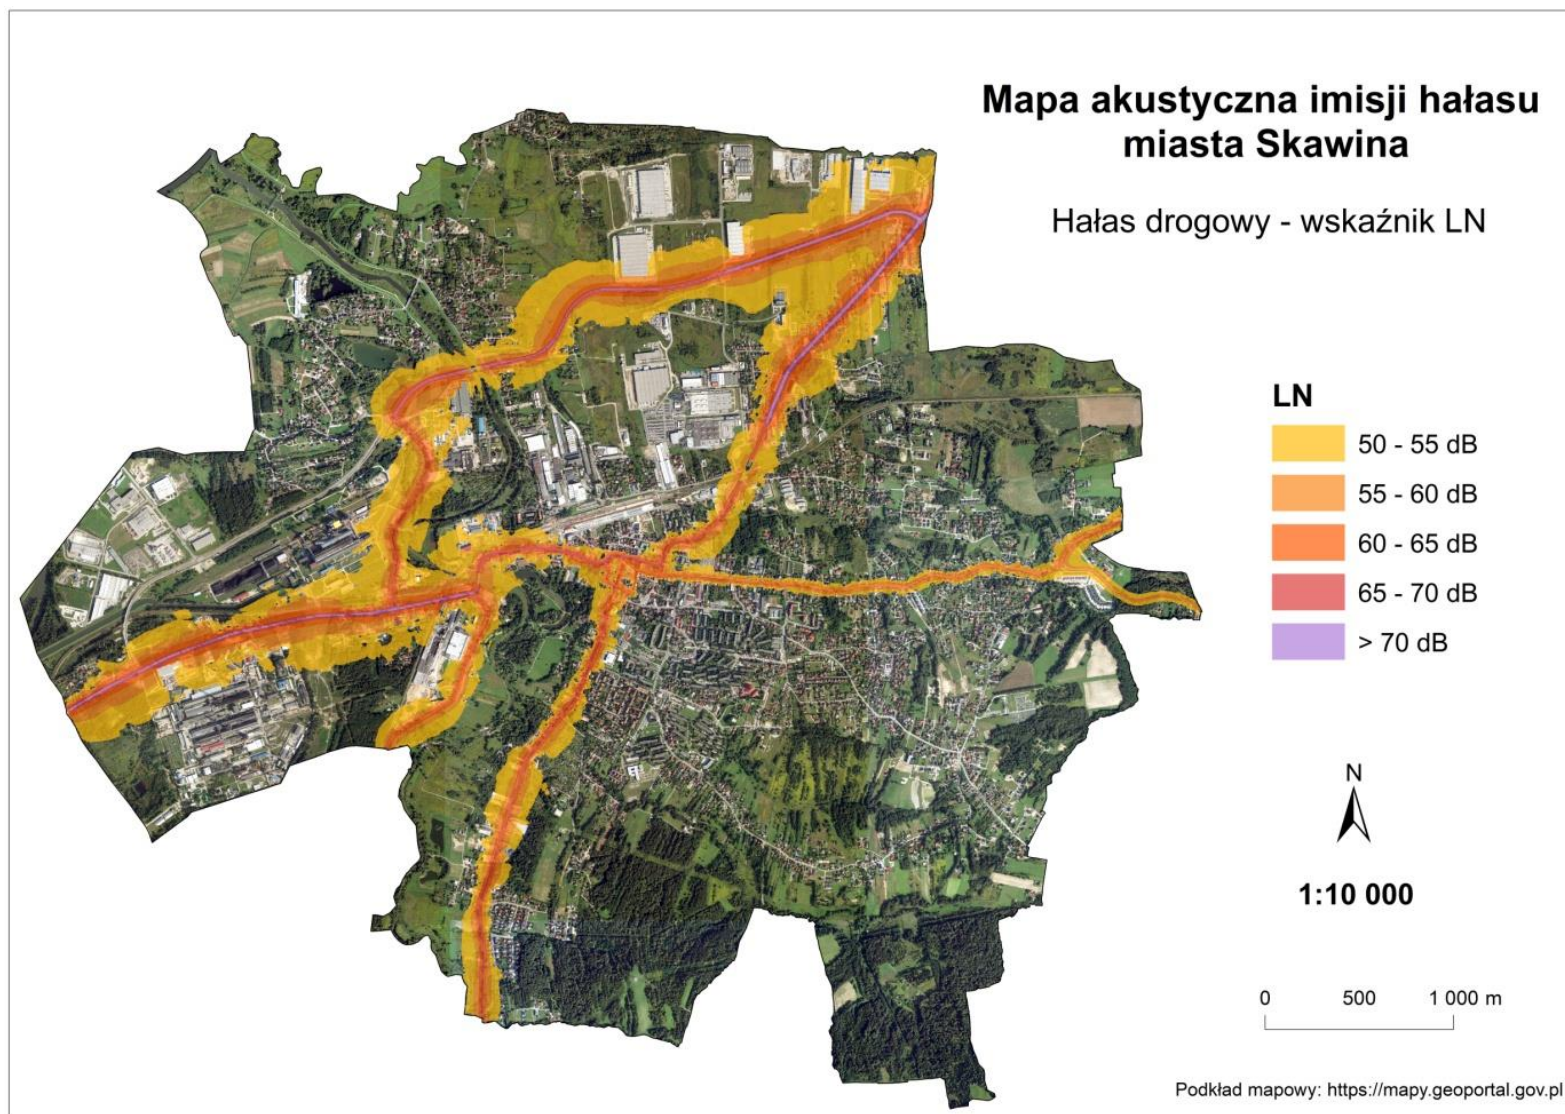 Mapa akustyczna imisji hałasu
miasta Skawina
Hałas drogowy - wskaźnik LN
LN
50 - 55 dB
55 - 60 dB
60 - 65 dB
65 - 70 dB
> 70 dB
N
1:10 000
0 500 1 000 m
Podkład mapowy: https://mapy.geoportal.gov.pl